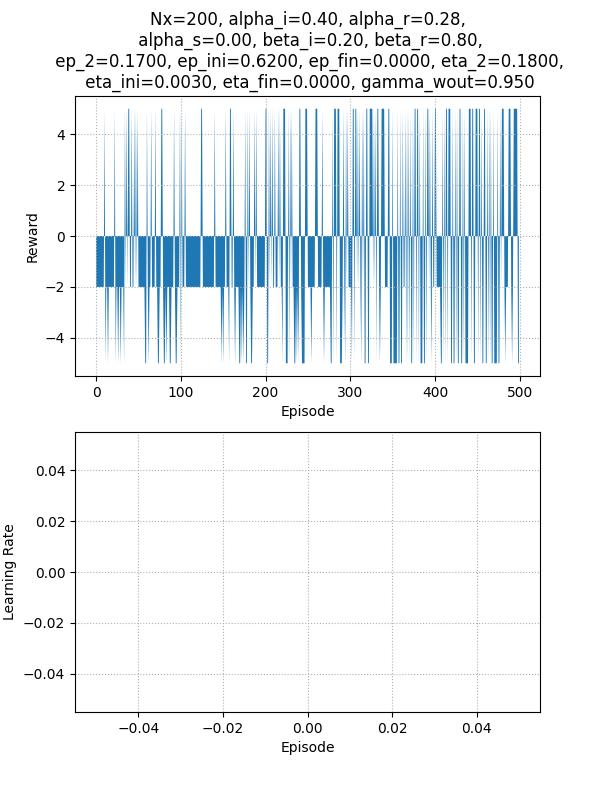 Nx=200, alpha_i=0.40, alpha_r=0.28,
alpha_s=0.00, beta_i=0.20, beta_r=0.80,
ep_2=0.1700, ep_ini=0.6200, ep_fin=0.0000, eta_2=0.1800,
eta_ini=0.0030, eta_fin=0.0000, gamma_wout=0.950
4
2
0
−2
−4
Reward
0 100 200 300 400 500
Episode
0.04
0.02
0.00
−0.02
−0.04
Learning Rate
−0.04 −0.02 0.00 0.02 0.04
Episode